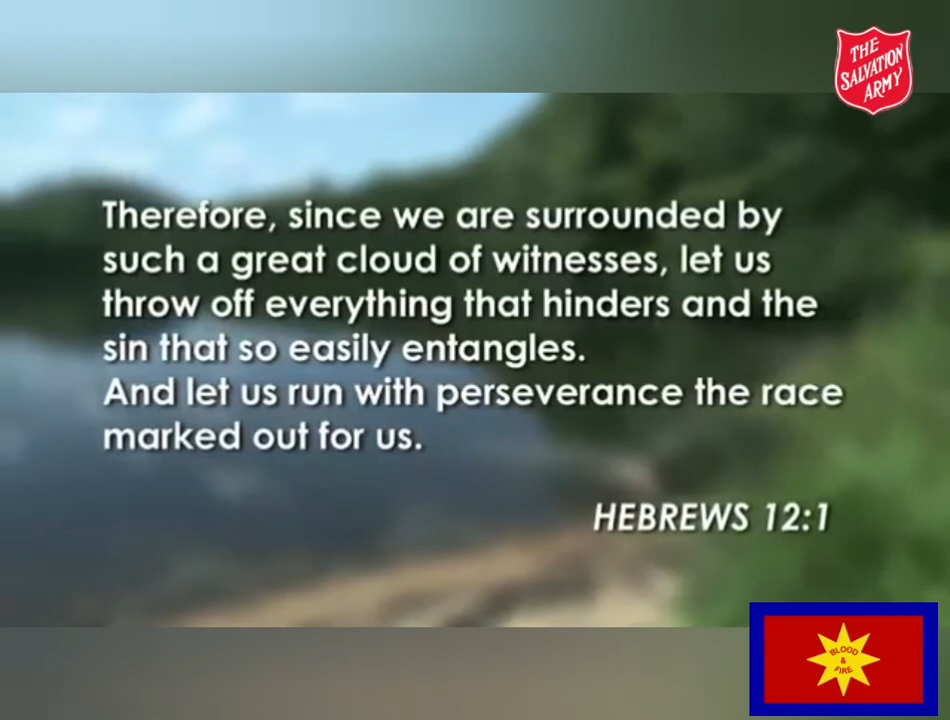 THE
SALVATION
ARMY
Therefore, since we are surrounded by
such a great cloud of witnesses, let us
throw off everything that hinders and the
sin that so easily entangles.
And let us run with perseverance the race
marked out for us.
HEBREWS 12:1
BLOOD
&
FIRE